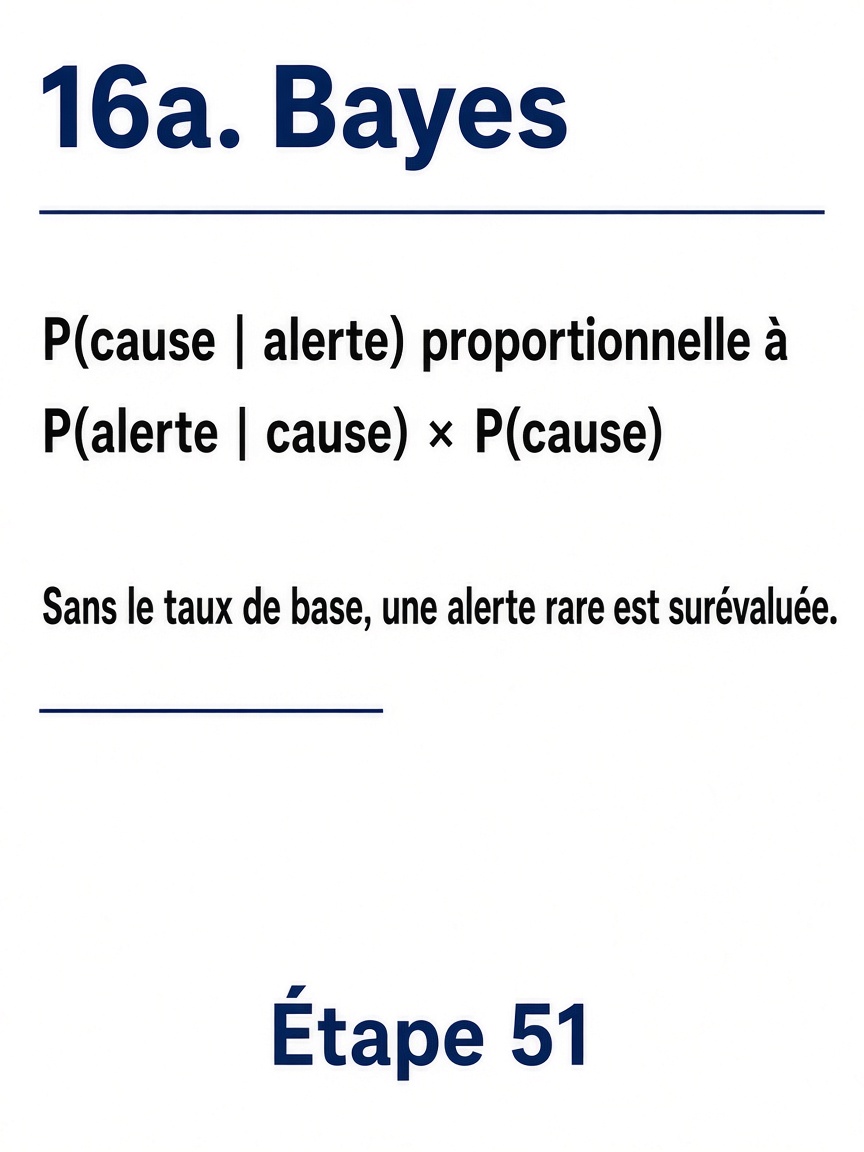 16a. Bayes
P(cause | alerte) proportionnelle à
P(alerte | cause) × P(cause)
Sans le taux de base, une alerte rare est surévaluée.
Étape 51